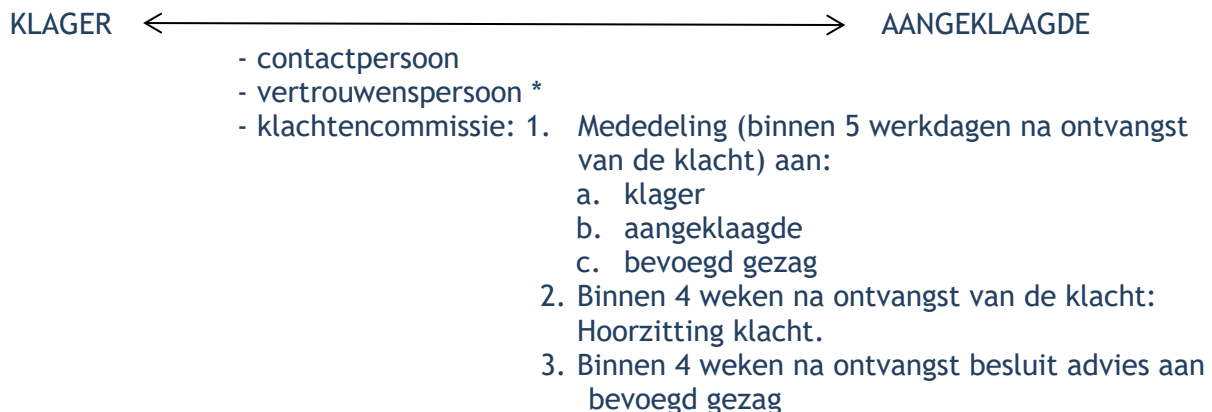 KLAGER AANGEKLAAGDE
- contactpersoon
- vertrouwenspersoon *
- klachtencommissie: 1. Mededeling (binnen 5 werkdagen na ontvangst
van de klacht) aan:
a. klager
b. aangeklaagde
c. bevoegd gezag
2. Binnen 4 weken na ontvangst van de klacht:
Hoorzitting klacht.
3. Binnen 4 weken na ontvangst besluit advies aan
bevoegd gezag